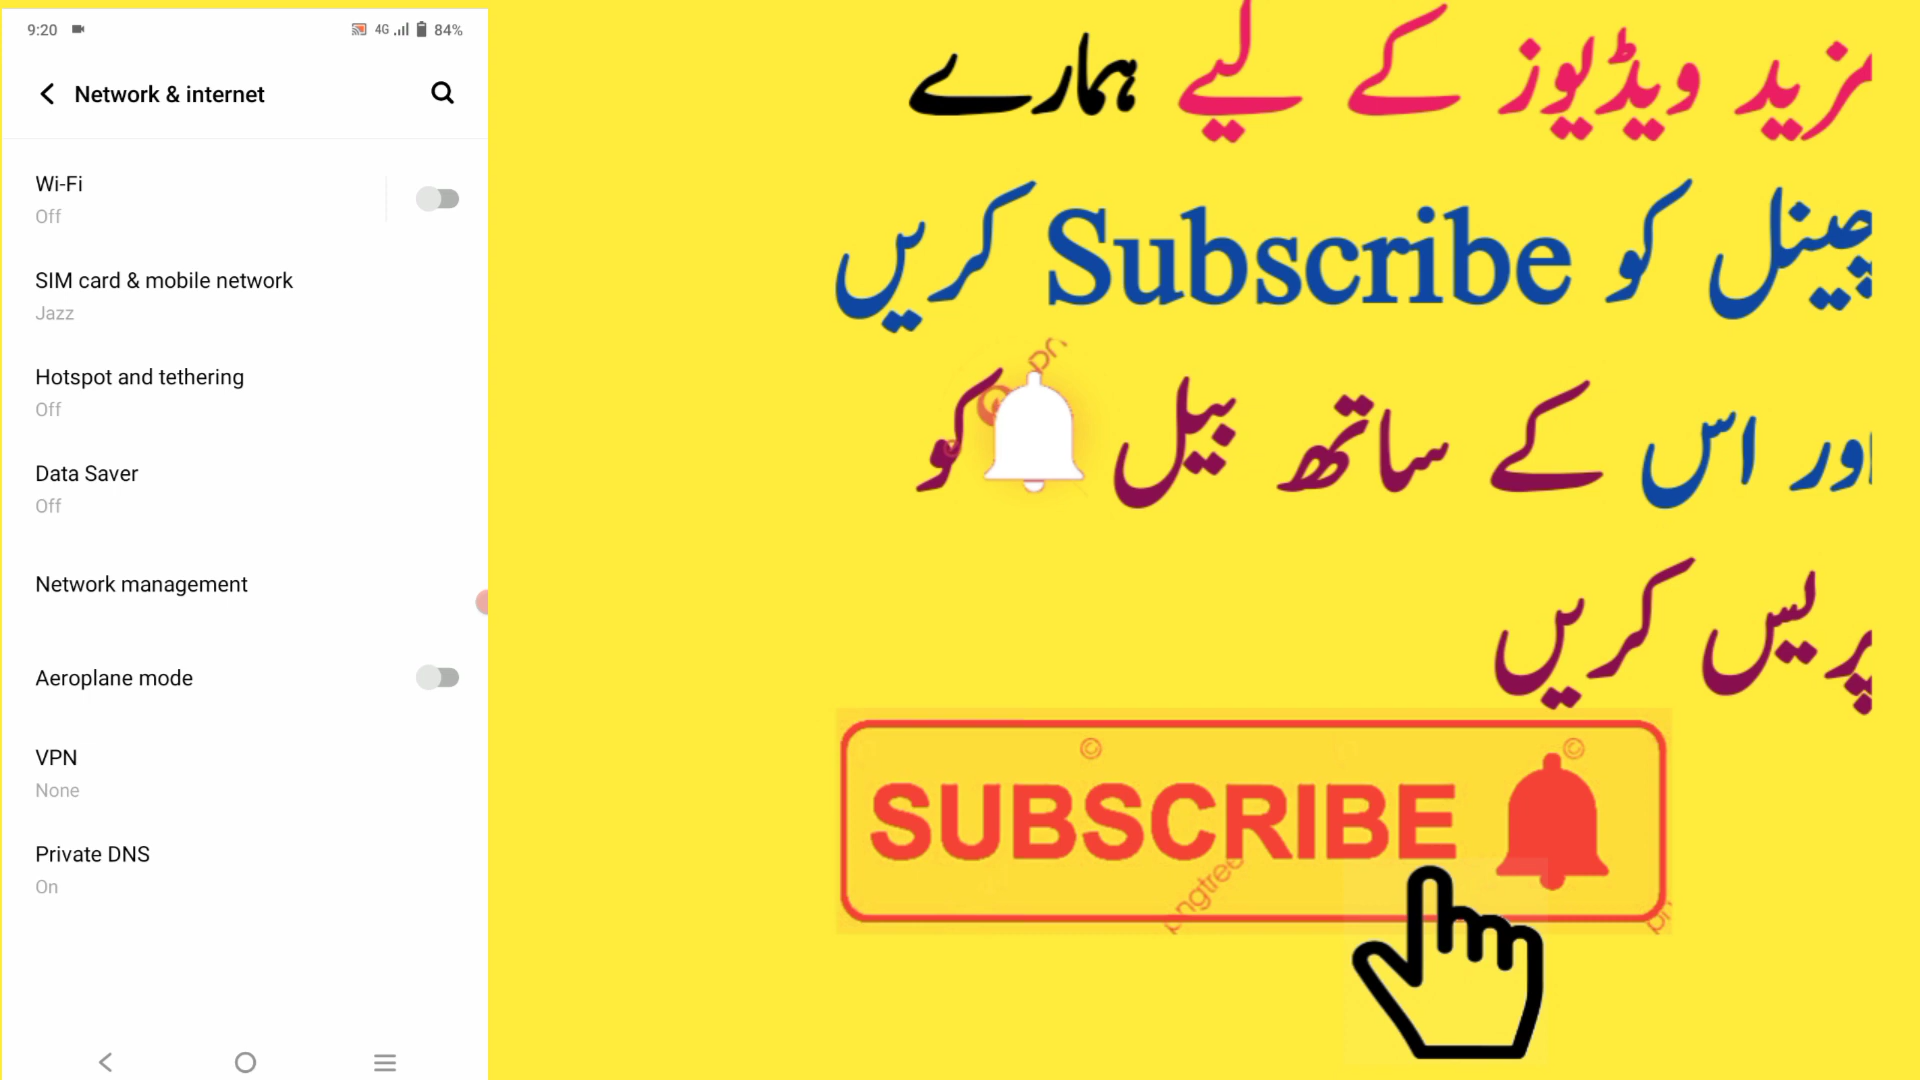 9:20
4G 84%
Network & internet
Wi-Fi
Off
SIM card & mobile network
Jazz
Hotspot and tethering
Off
Data Saver
Off
Network management
Aeroplane mode
VPN
None
Private DNS
On
مزید ویڈیوز کے لیے ہمارے
چینل کو Subscribe کریں
اور اس کے ساتھ بیل کو
پریس کریں
SUBSCRIBE
pngtree